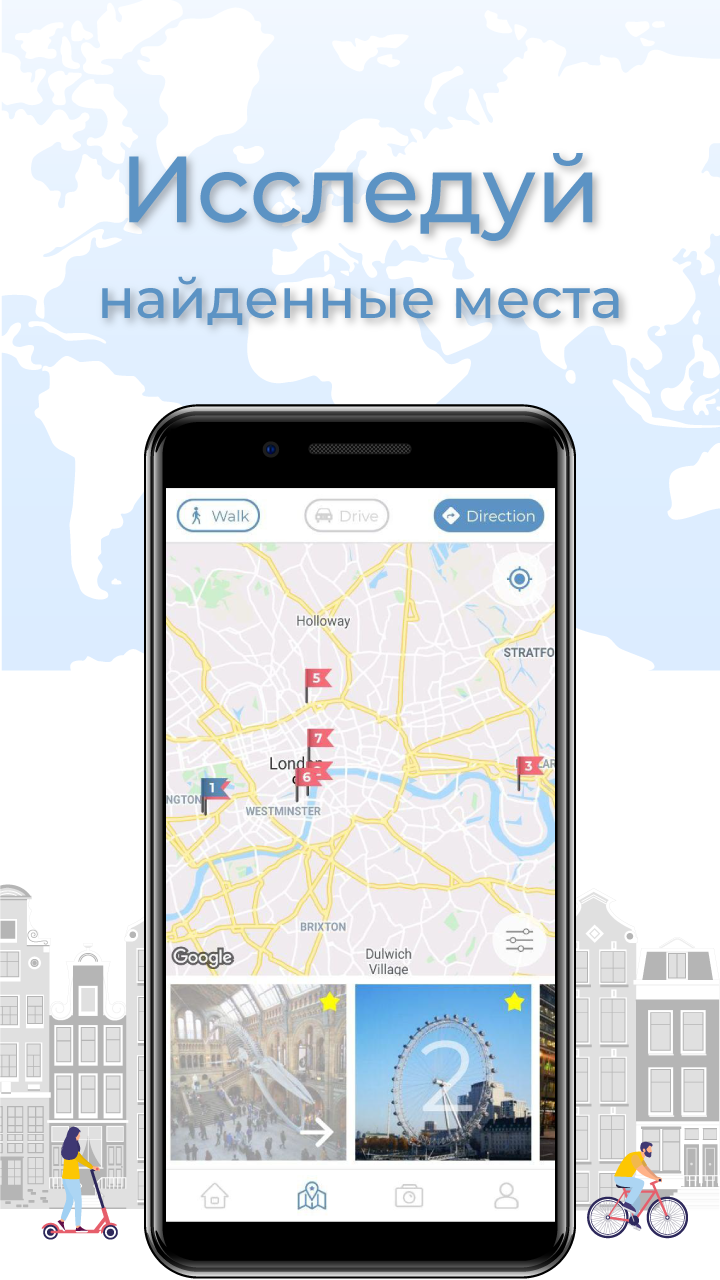 Исследуй
найденные места
Walk
Drive
Direction
Holloway
STRATFO
5
7
London
6
3
LAR
1
NGTON
WESTMINSTER
BRIXTON
Google
Dulwich
Village
2